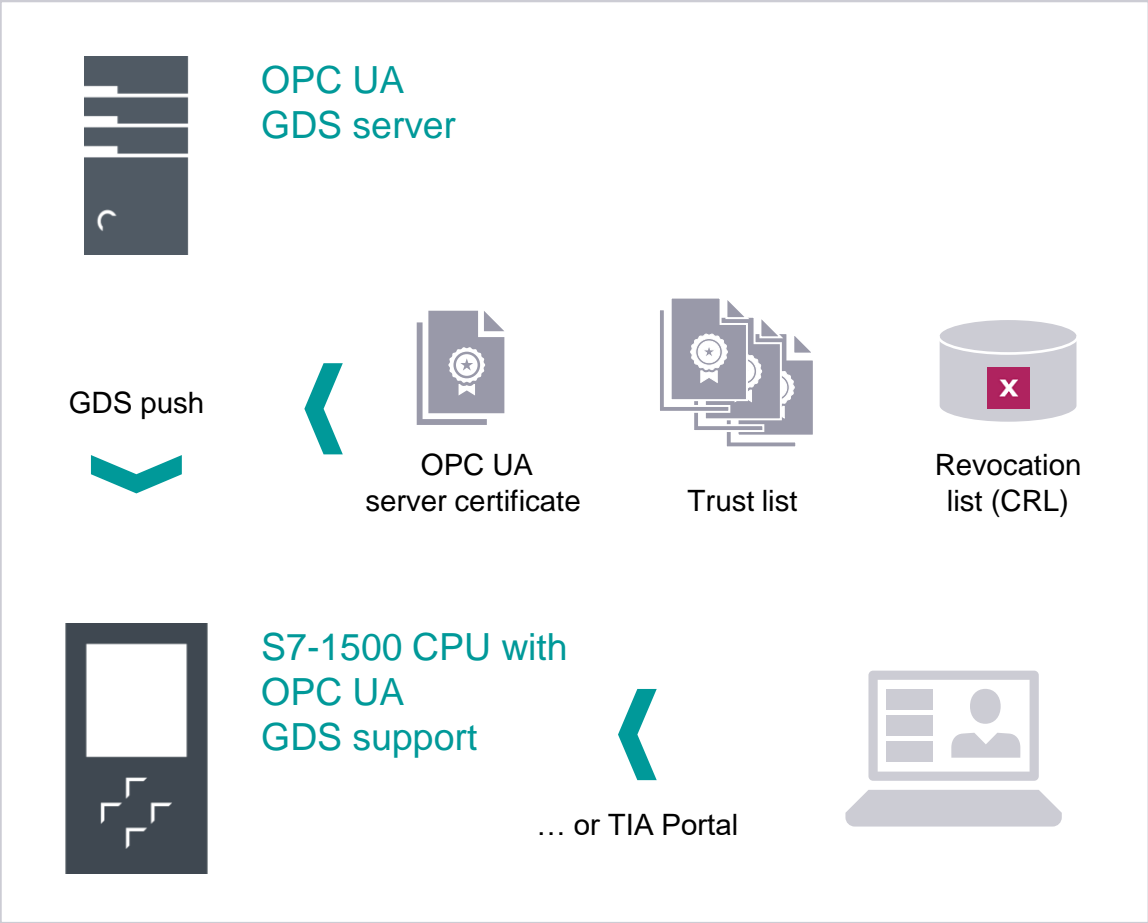 OPC UA
GDS server
GDS push
OPC UA
server certificate
Trust list
X
Revocation
list (CRL)
S7-1500 CPU with
OPC UA
GDS support
… or TIA Portal